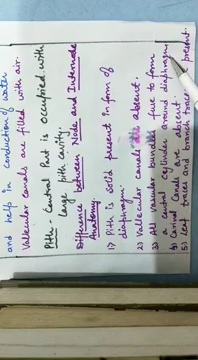 and helps in conduction of water
Vallecular canals are filled with air.
Pith - Central Part is occupied with
large pith cavity.
Difference between Node and Internode
Anatomy.
1) Pith is solid present in form of
diaphragm.
2) Vallecular canals absent.
3) All vascular bundles fuse to form
a central cylinder around diaphragm
4) Carinal canals are absent.
5) Leaf traces and branch traces present.